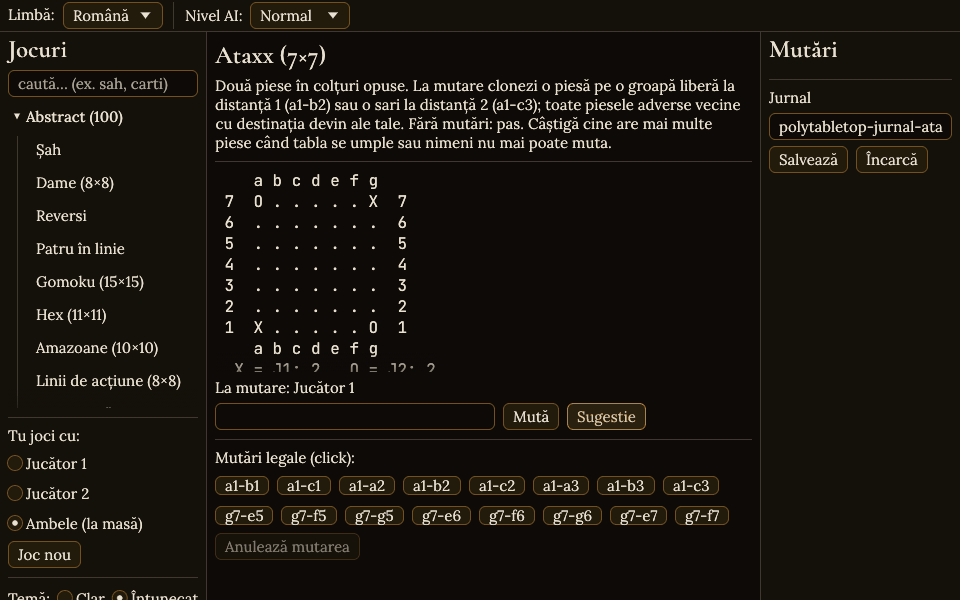 Limbă: Română ▼ Nivel AI: Normal ▼
Jocuri
caută... (ex. sah, carti)
▾ Abstract (100)
Șah
Dame (8×8)
Reversi
Patru în linie
Gomoku (15×15)
Hex (11×11)
Amazoane (10×10)
Linii de acțiune (8×8)
Tu joci cu:
Jucător 1
Jucător 2
Ambele (la masă)
Joc nou
Temă: Clar Întunecat
Ataxx (7×7)
Două piese în colțuri opuse. La mutare clonezi o piesă pe o groapă liberă la
distanță 1 (a1-b2) sau o sari la distanță 2 (a1-c3); toate piesele adverse vecine
cu destinația devin ale tale. Fără mutări: pas. Câștigă cine are mai multe
piese când tabla se umple sau nimeni nu mai poate muta.
a b c d e f g
7 O . . . . . X 7
6 . . . . . . . 6
5 . . . . . . . 5
4 . . . . . . . 4
3 . . . . . . . 3
2 . . . . . . . 2
1 X . . . . . O 1
a b c d e f g
X = J1: 2 O = J2: 2
La mutare: Jucător 1
Mută Sugestie
Mutări legale (click):
a1-b1 a1-c1 a1-a2 a1-b2 a1-c2 a1-a3 a1-b3 a1-c3
g7-e5 g7-f5 g7-g5 g7-e6 g7-f6 g7-g6 g7-e7 g7-f7
Anulează mutarea
Mutări
Jurnal
polytabletop-jurnal-ata
Salvează Încarcă